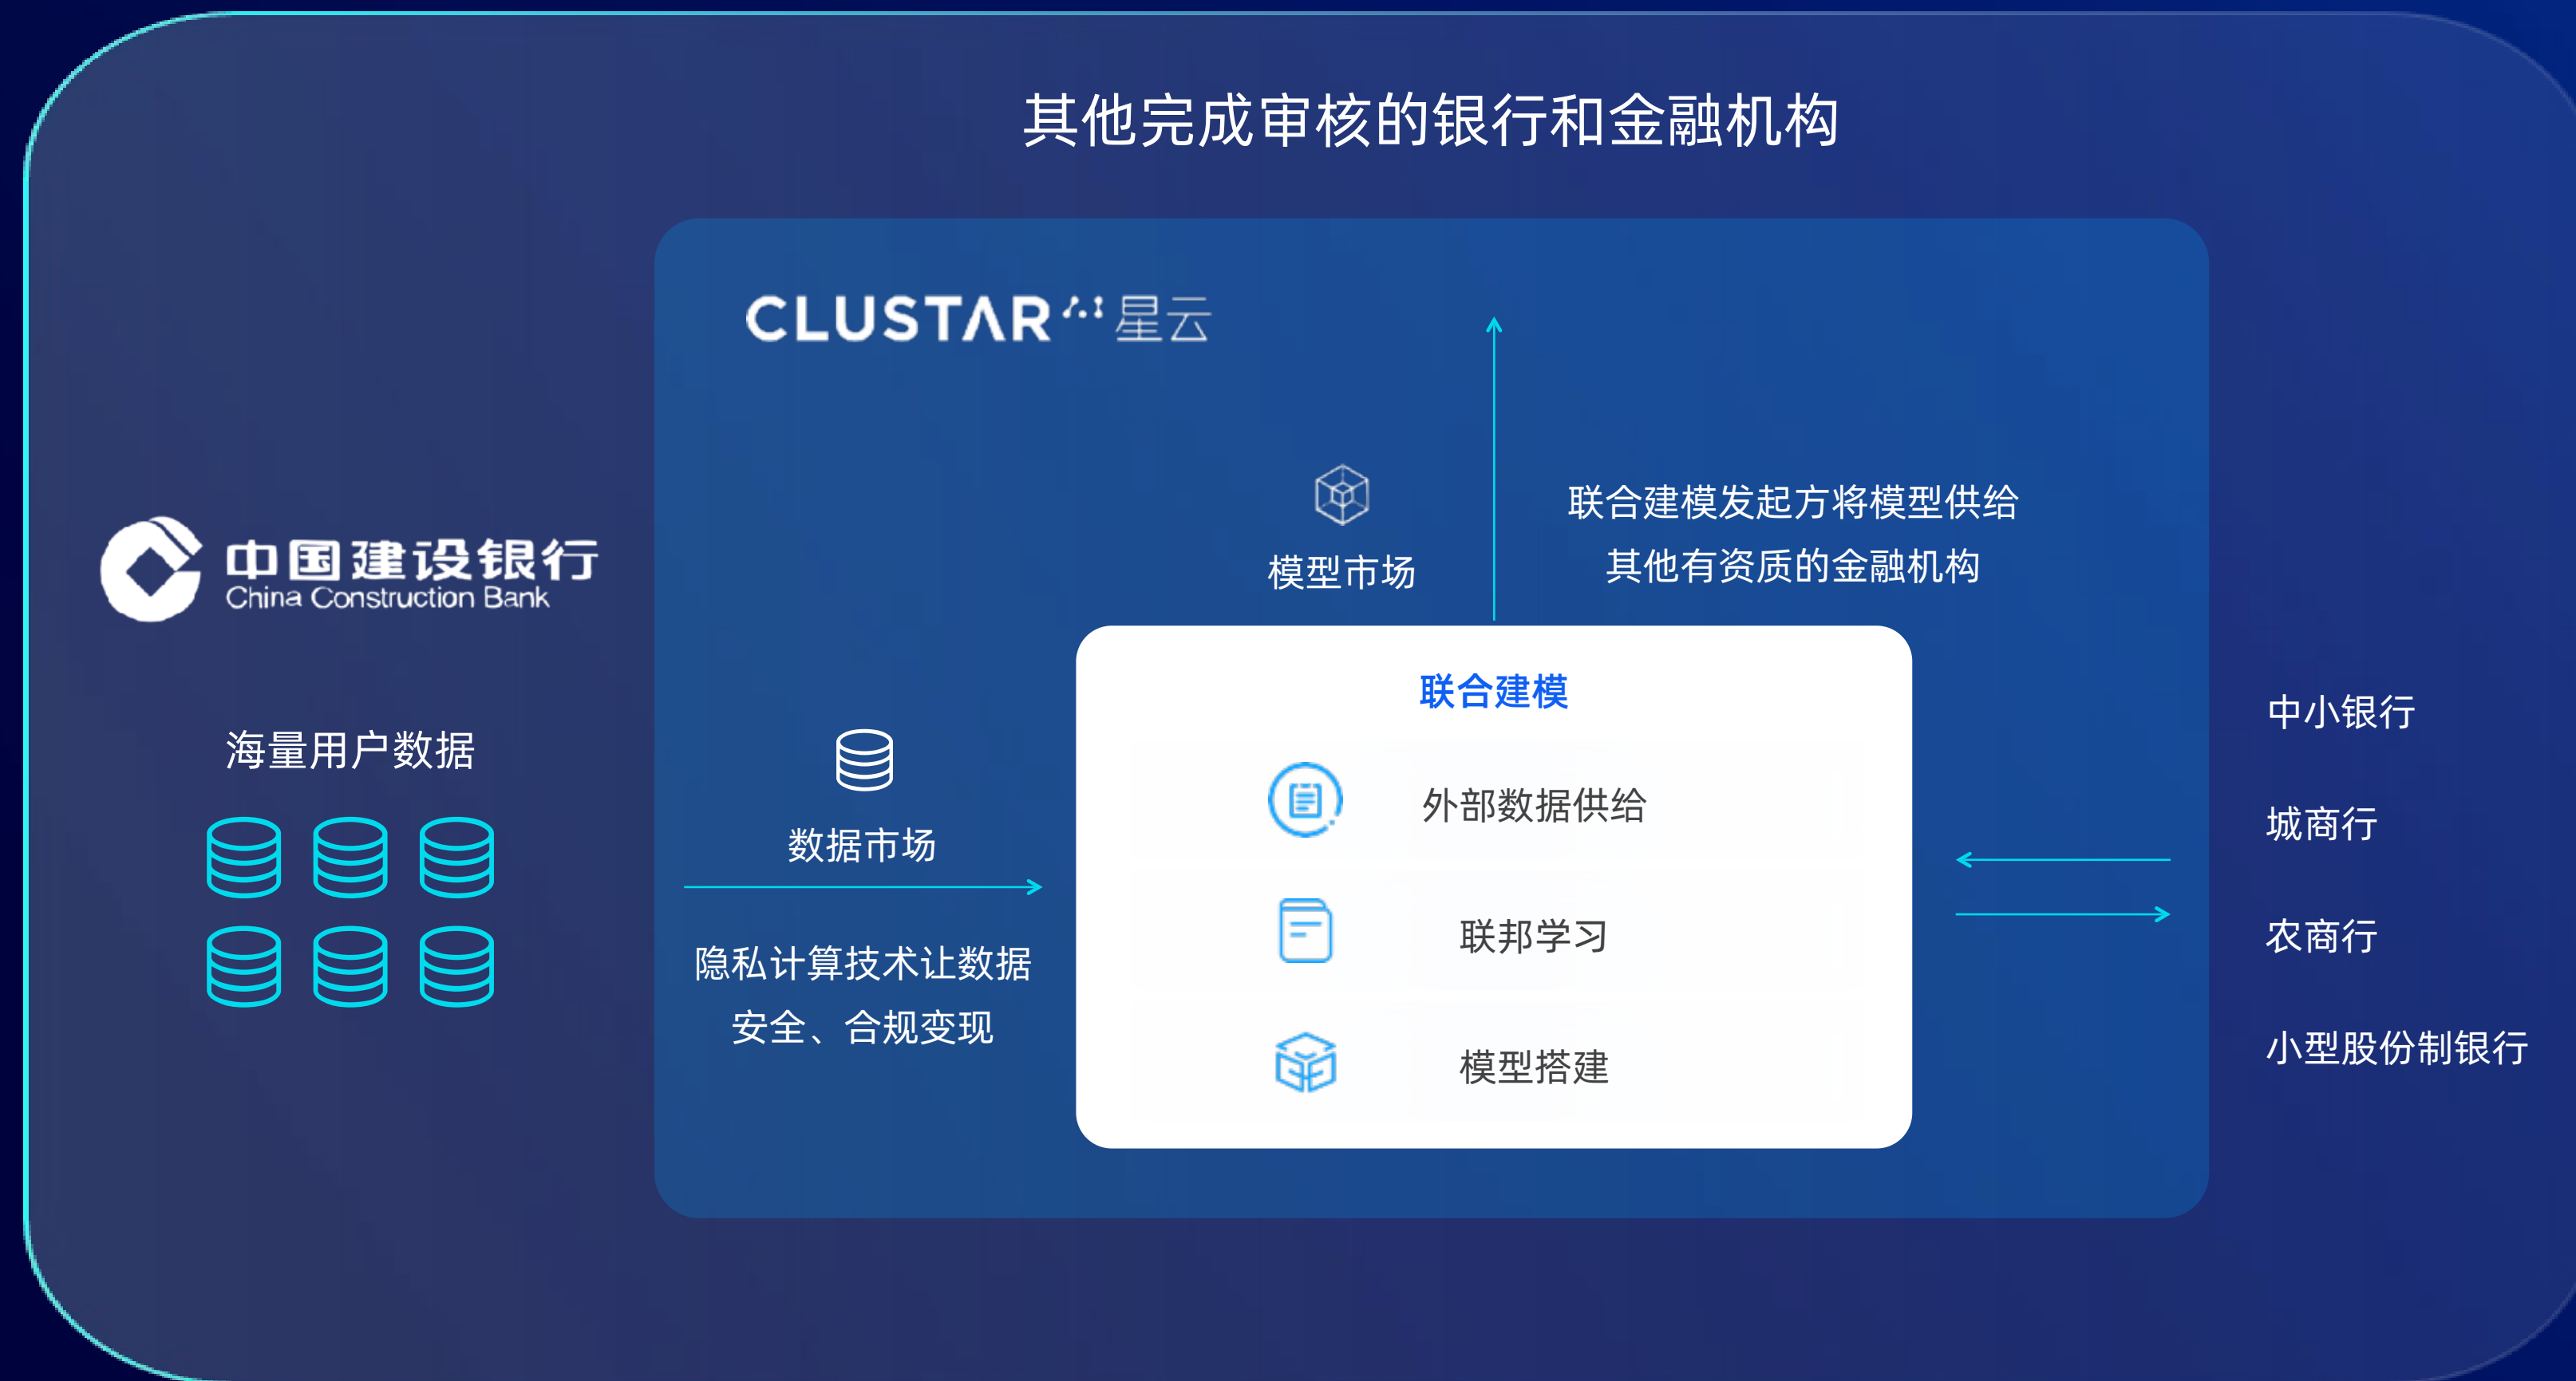 其他完成审核的银行和金融机构
CLUSTAR 星云
中国建设银行
China Construction Bank
海量用户数据
数据市场
隐私计算技术让数据
安全、合规变现
模型市场
联合建模发起方将模型供给
其他有资质的金融机构
联合建模
外部数据供给
联邦学习
模型搭建
中小银行
城商行
农商行
小型股份制银行